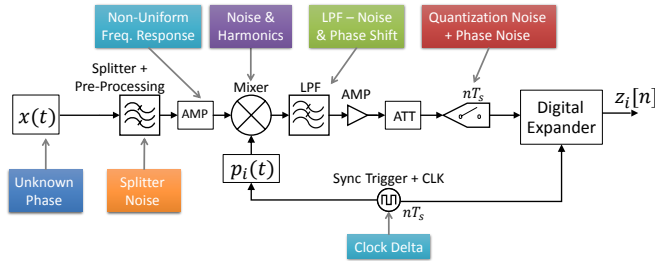 Non-Uniform
Freq. Response
Noise &
Harmonics
LPF – Noise
& Phase Shift
Quantization Noise
+ Phase Noise
Splitter +
Pre-Processing
Mixer
LPF
AMP
nT_s
x(t)
AMP
ATT
Digital
Expander
z_i[n]
p_i(t)
Sync Trigger + CLK
nT_s
Unknown
Phase
Splitter
Noise
Clock Delta